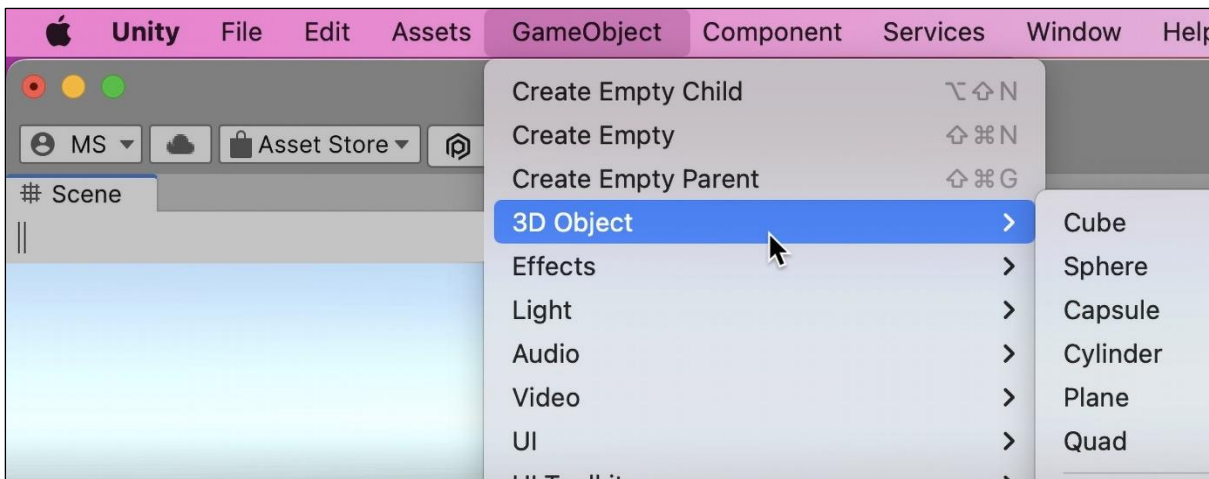 Unity File Edit Assets GameObject Component Services Window Help
Create Empty Child ⌥⇧N
MS Asset Store
Create Empty ⇧⌘N
# Scene
Create Empty Parent ⇧⌘G
3D Object > Cube
Effects > Sphere
Light > Capsule
Audio > Cylinder
Video > Plane
UI > Quad